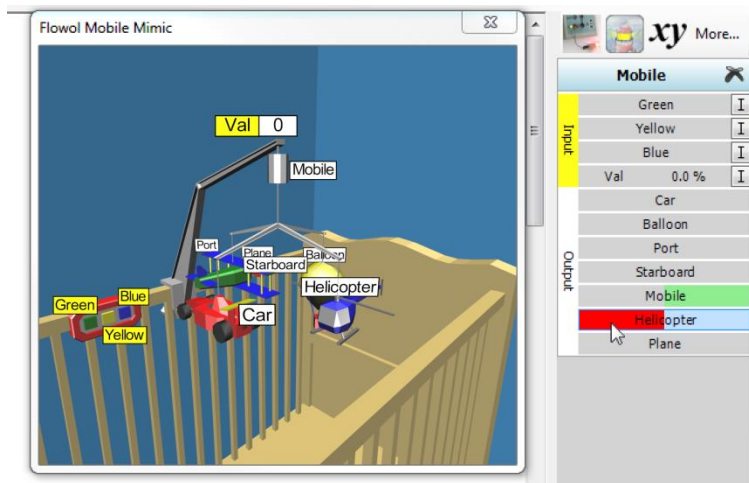 Flowol Mobile Mimic
Val 0
Mobile
Port
Plane
Balloon
Starboard
Helicopter
Green
Blue
Yellow
Car
xy More...
Mobile
Input
Green I
Yellow I
Blue I
Val 0.0 % I
Output
Car
Balloon
Port
Starboard
Mobile
Helicopter
Plane